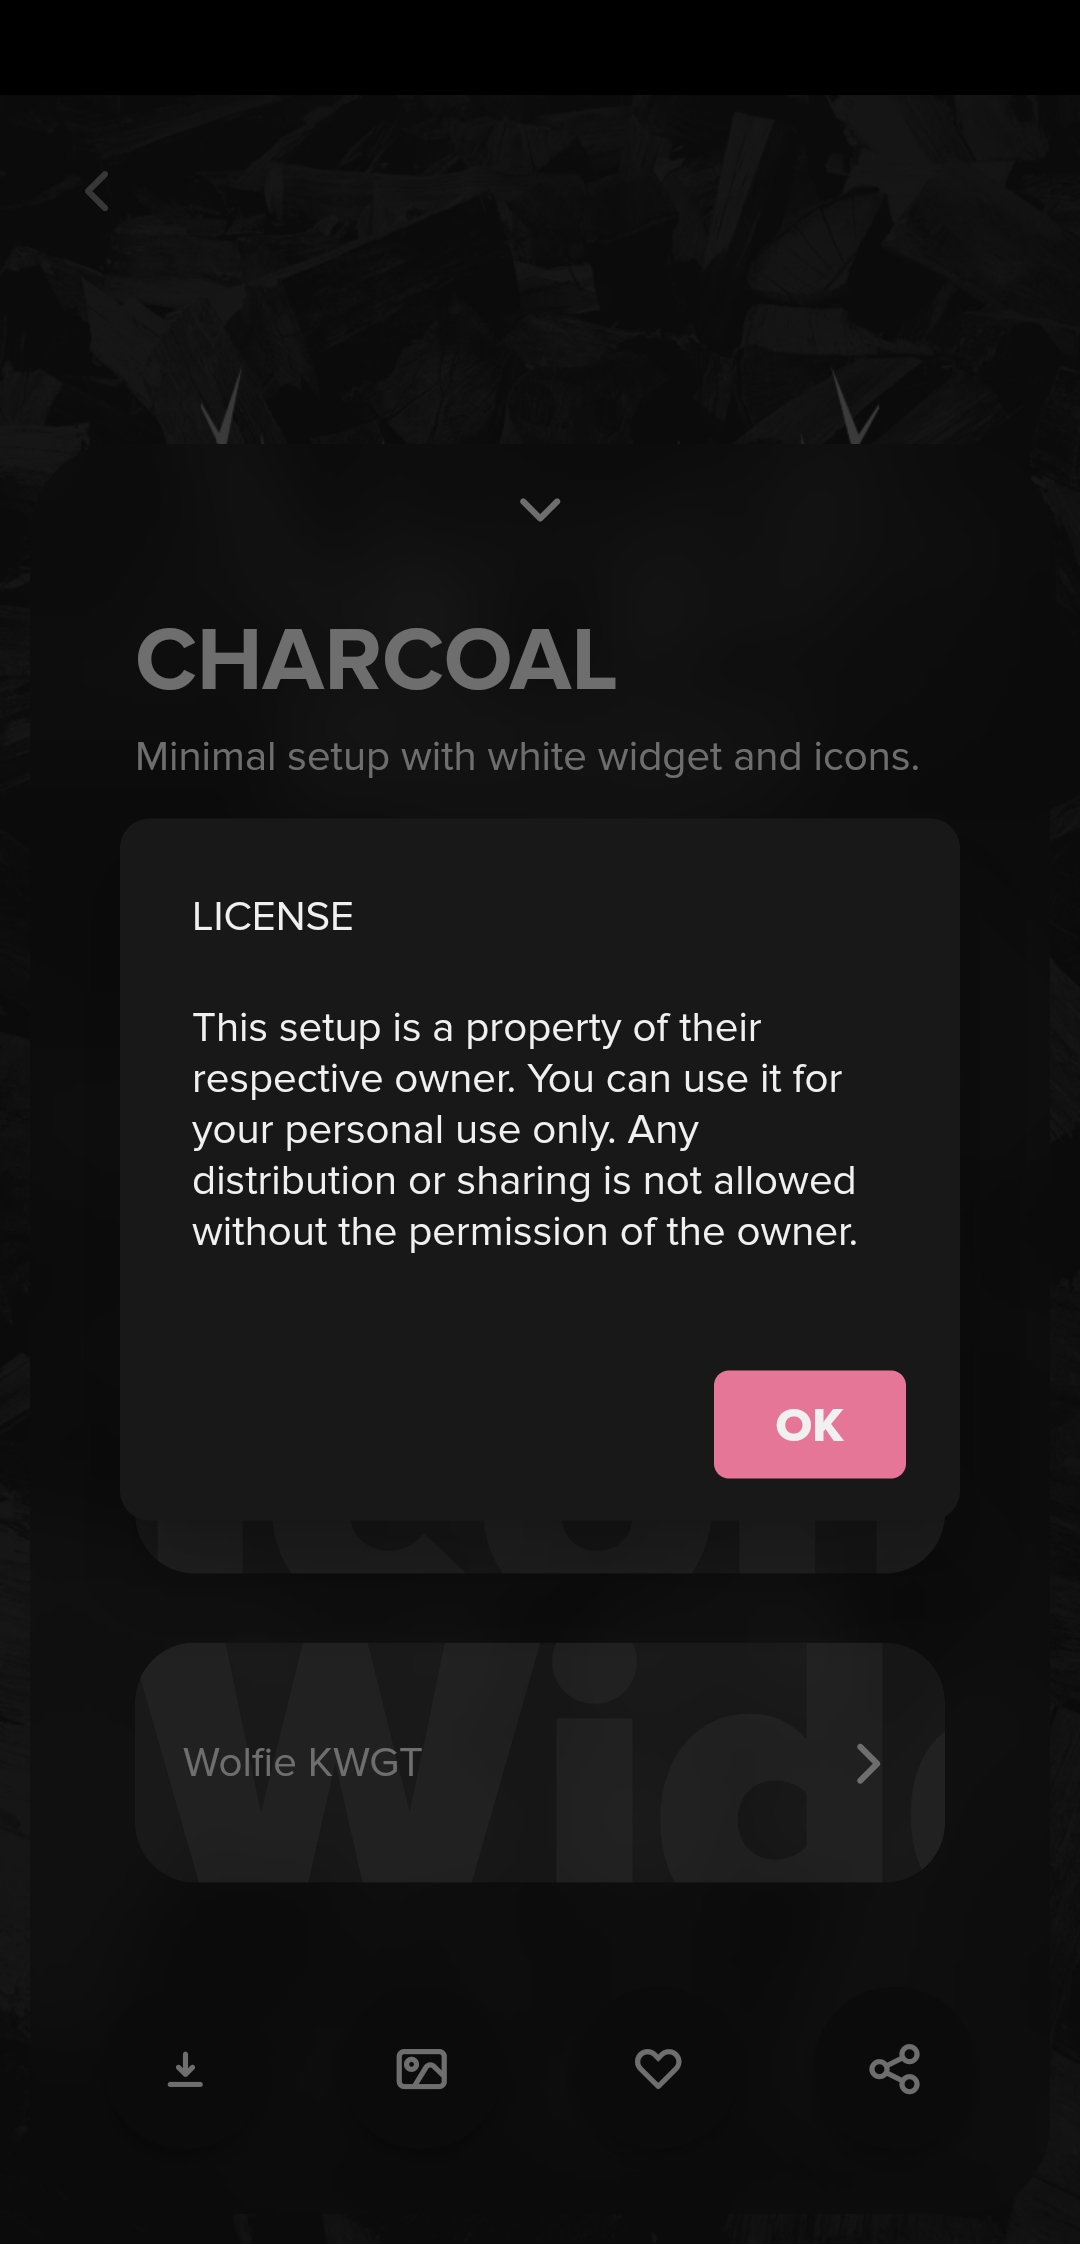 CHARCOAL
Minimal setup with white widget and icons.
LICENSE
This setup is a property of their
respective owner. You can use it for
your personal use only. Any
distribution or sharing is not allowed
without the permission of the owner.
OK
Wolfie KWGT